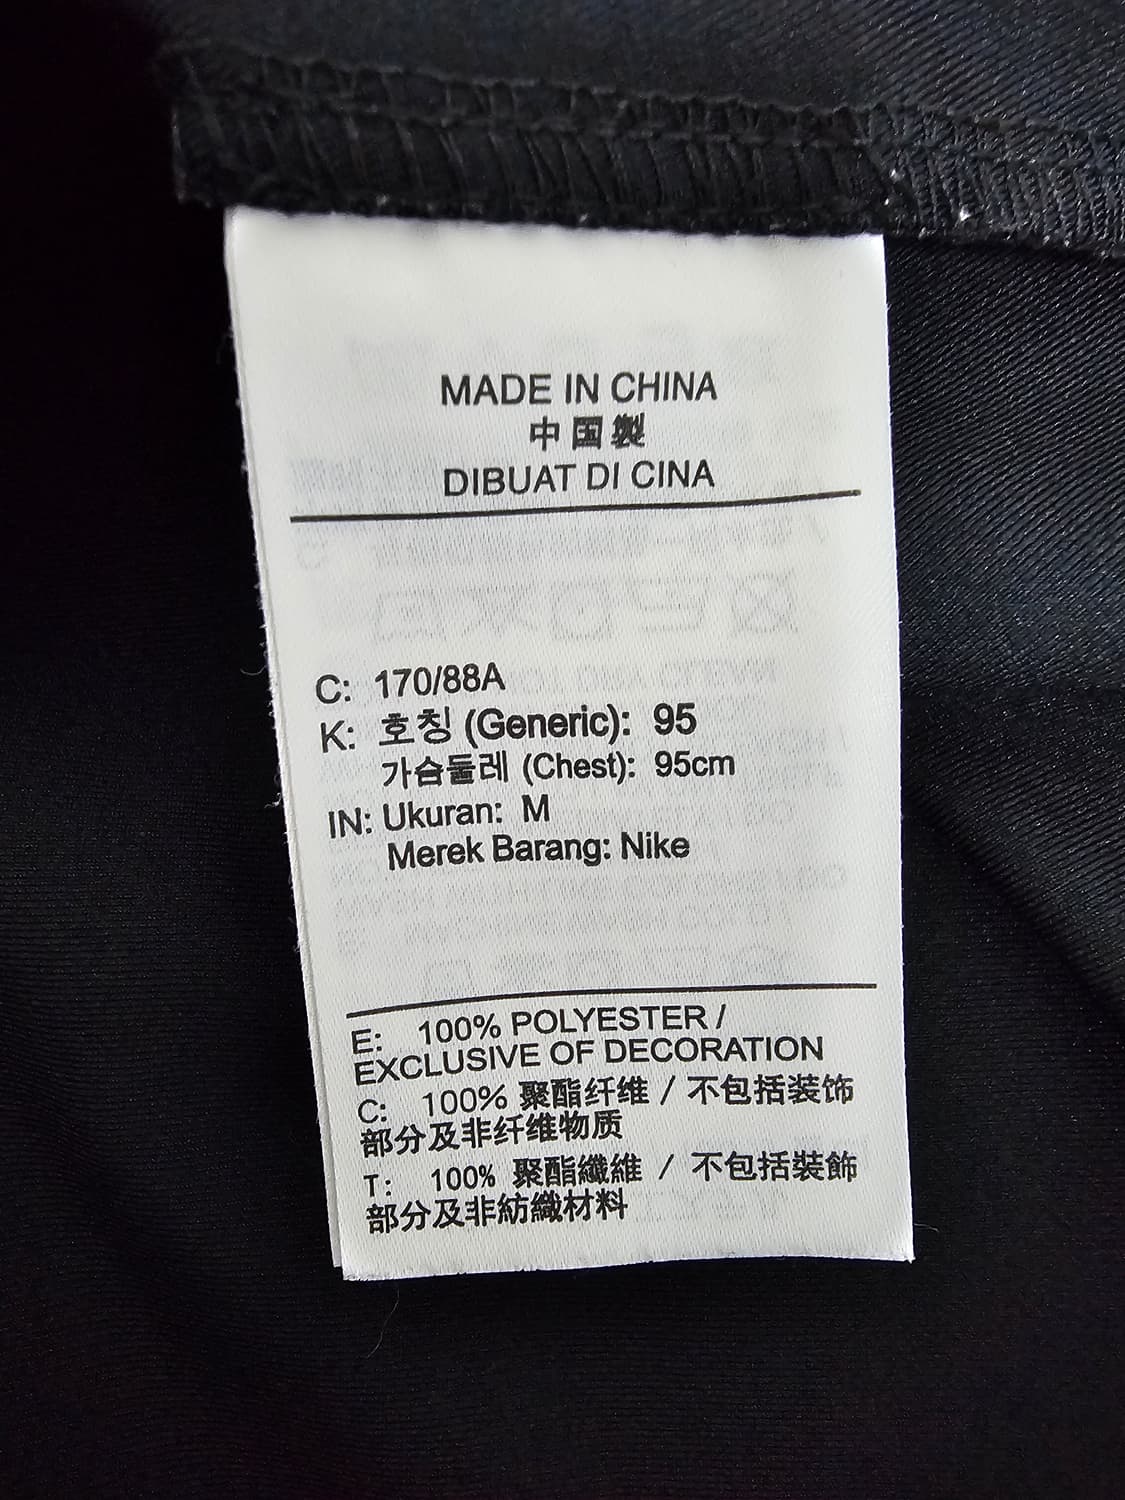 MADE IN CHINA
中国製
DIBUAT DI CINA
C: 170/88A
K: 호칭 (Generic): 95
가슴둘레 (Chest): 95cm
IN: Ukuran: M
Merek Barang: Nike
E: 100% POLYESTER /
EXCLUSIVE OF DECORATION
C: 100% 聚酯纤维 / 不包括装饰
部分及非纤维物质
T: 100% 聚酯纖維 / 不包括裝飾
部分及非紡織材料